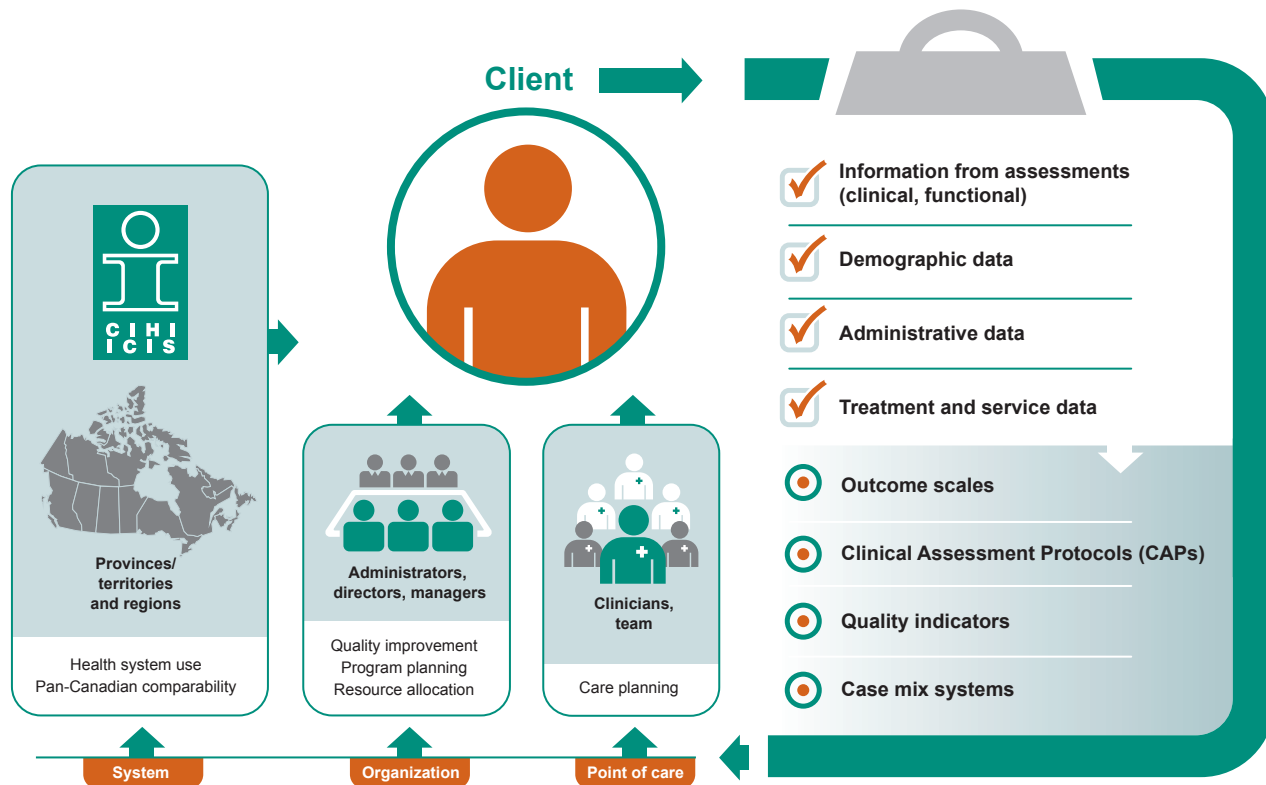 Client
CIHI
ICIS
Provinces/
territories
and regions
Health system use
Pan-Canadian comparability
Administrators,
directors, managers
Quality improvement
Program planning
Resource allocation
Clinicians,
team
Care planning
System
Organization
Point of care
Information from assessments
(clinical, functional)
Demographic data
Administrative data
Treatment and service data
Outcome scales
Clinical Assessment Protocols (CAPs)
Quality indicators
Case mix systems